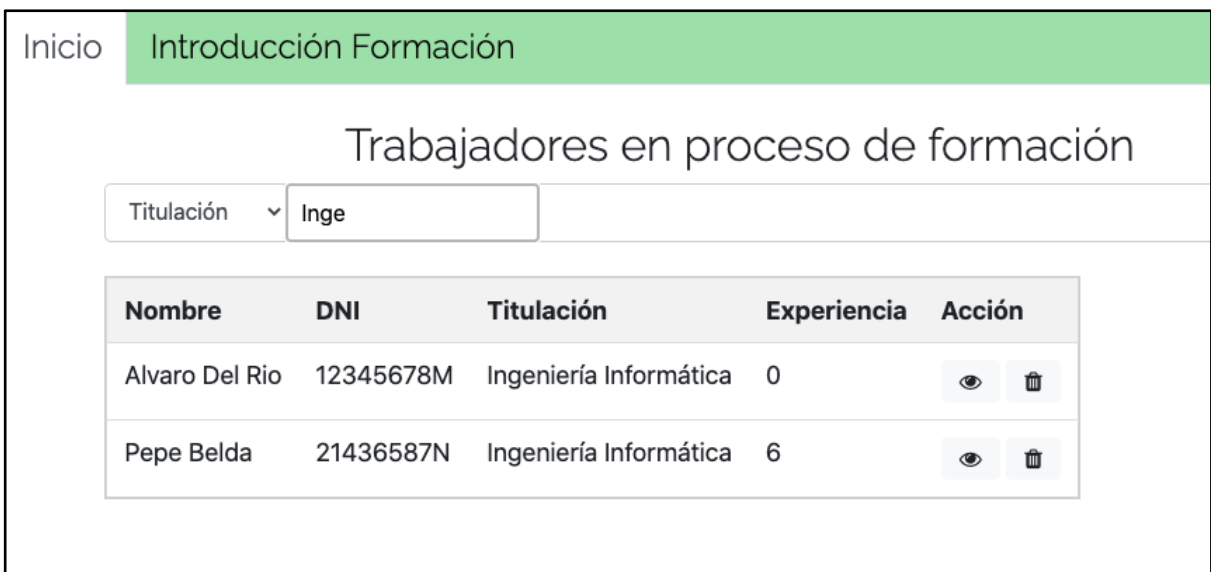 Inicio Introducción Formación
Trabajadores en proceso de formación
Titulación Inge
Nombre DNI Titulación Experiencia Acción
Alvaro Del Rio 12345678M Ingeniería Informática 0
Pepe Belda 21436587N Ingeniería Informática 6